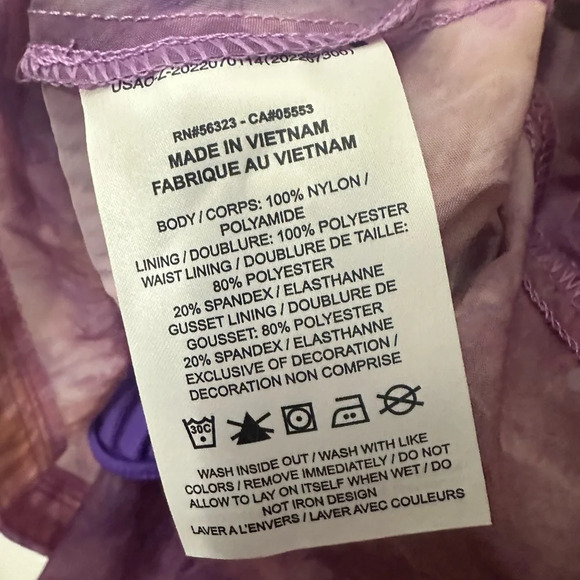 RN#56323 - CA#05553
MADE IN VIETNAM
FABRIQUE AU VIETNAM
BODY / CORPS: 100% NYLON /
POLYAMIDE
LINING / DOUBLURE: 100% POLYESTER
WAIST LINING / DOUBLURE DE TAILLE:
80% POLYESTER
20% SPANDEX / ELASTHANNE
GUSSET LINING / DOUBLURE DE
GOUSSET: 80% POLYESTER
20% SPANDEX / ELASTHANNE
EXCLUSIVE OF DECORATION /
DECORATION NON COMPRISE
30C
WASH INSIDE OUT / WASH WITH LIKE
COLORS / REMOVE IMMEDIATELY / DO NOT
ALLOW TO LAY ON ITSELF WHEN WET / DO
NOT IRON DESIGN
LAVER A L'ENVERS / LAVER AVEC COULEURS